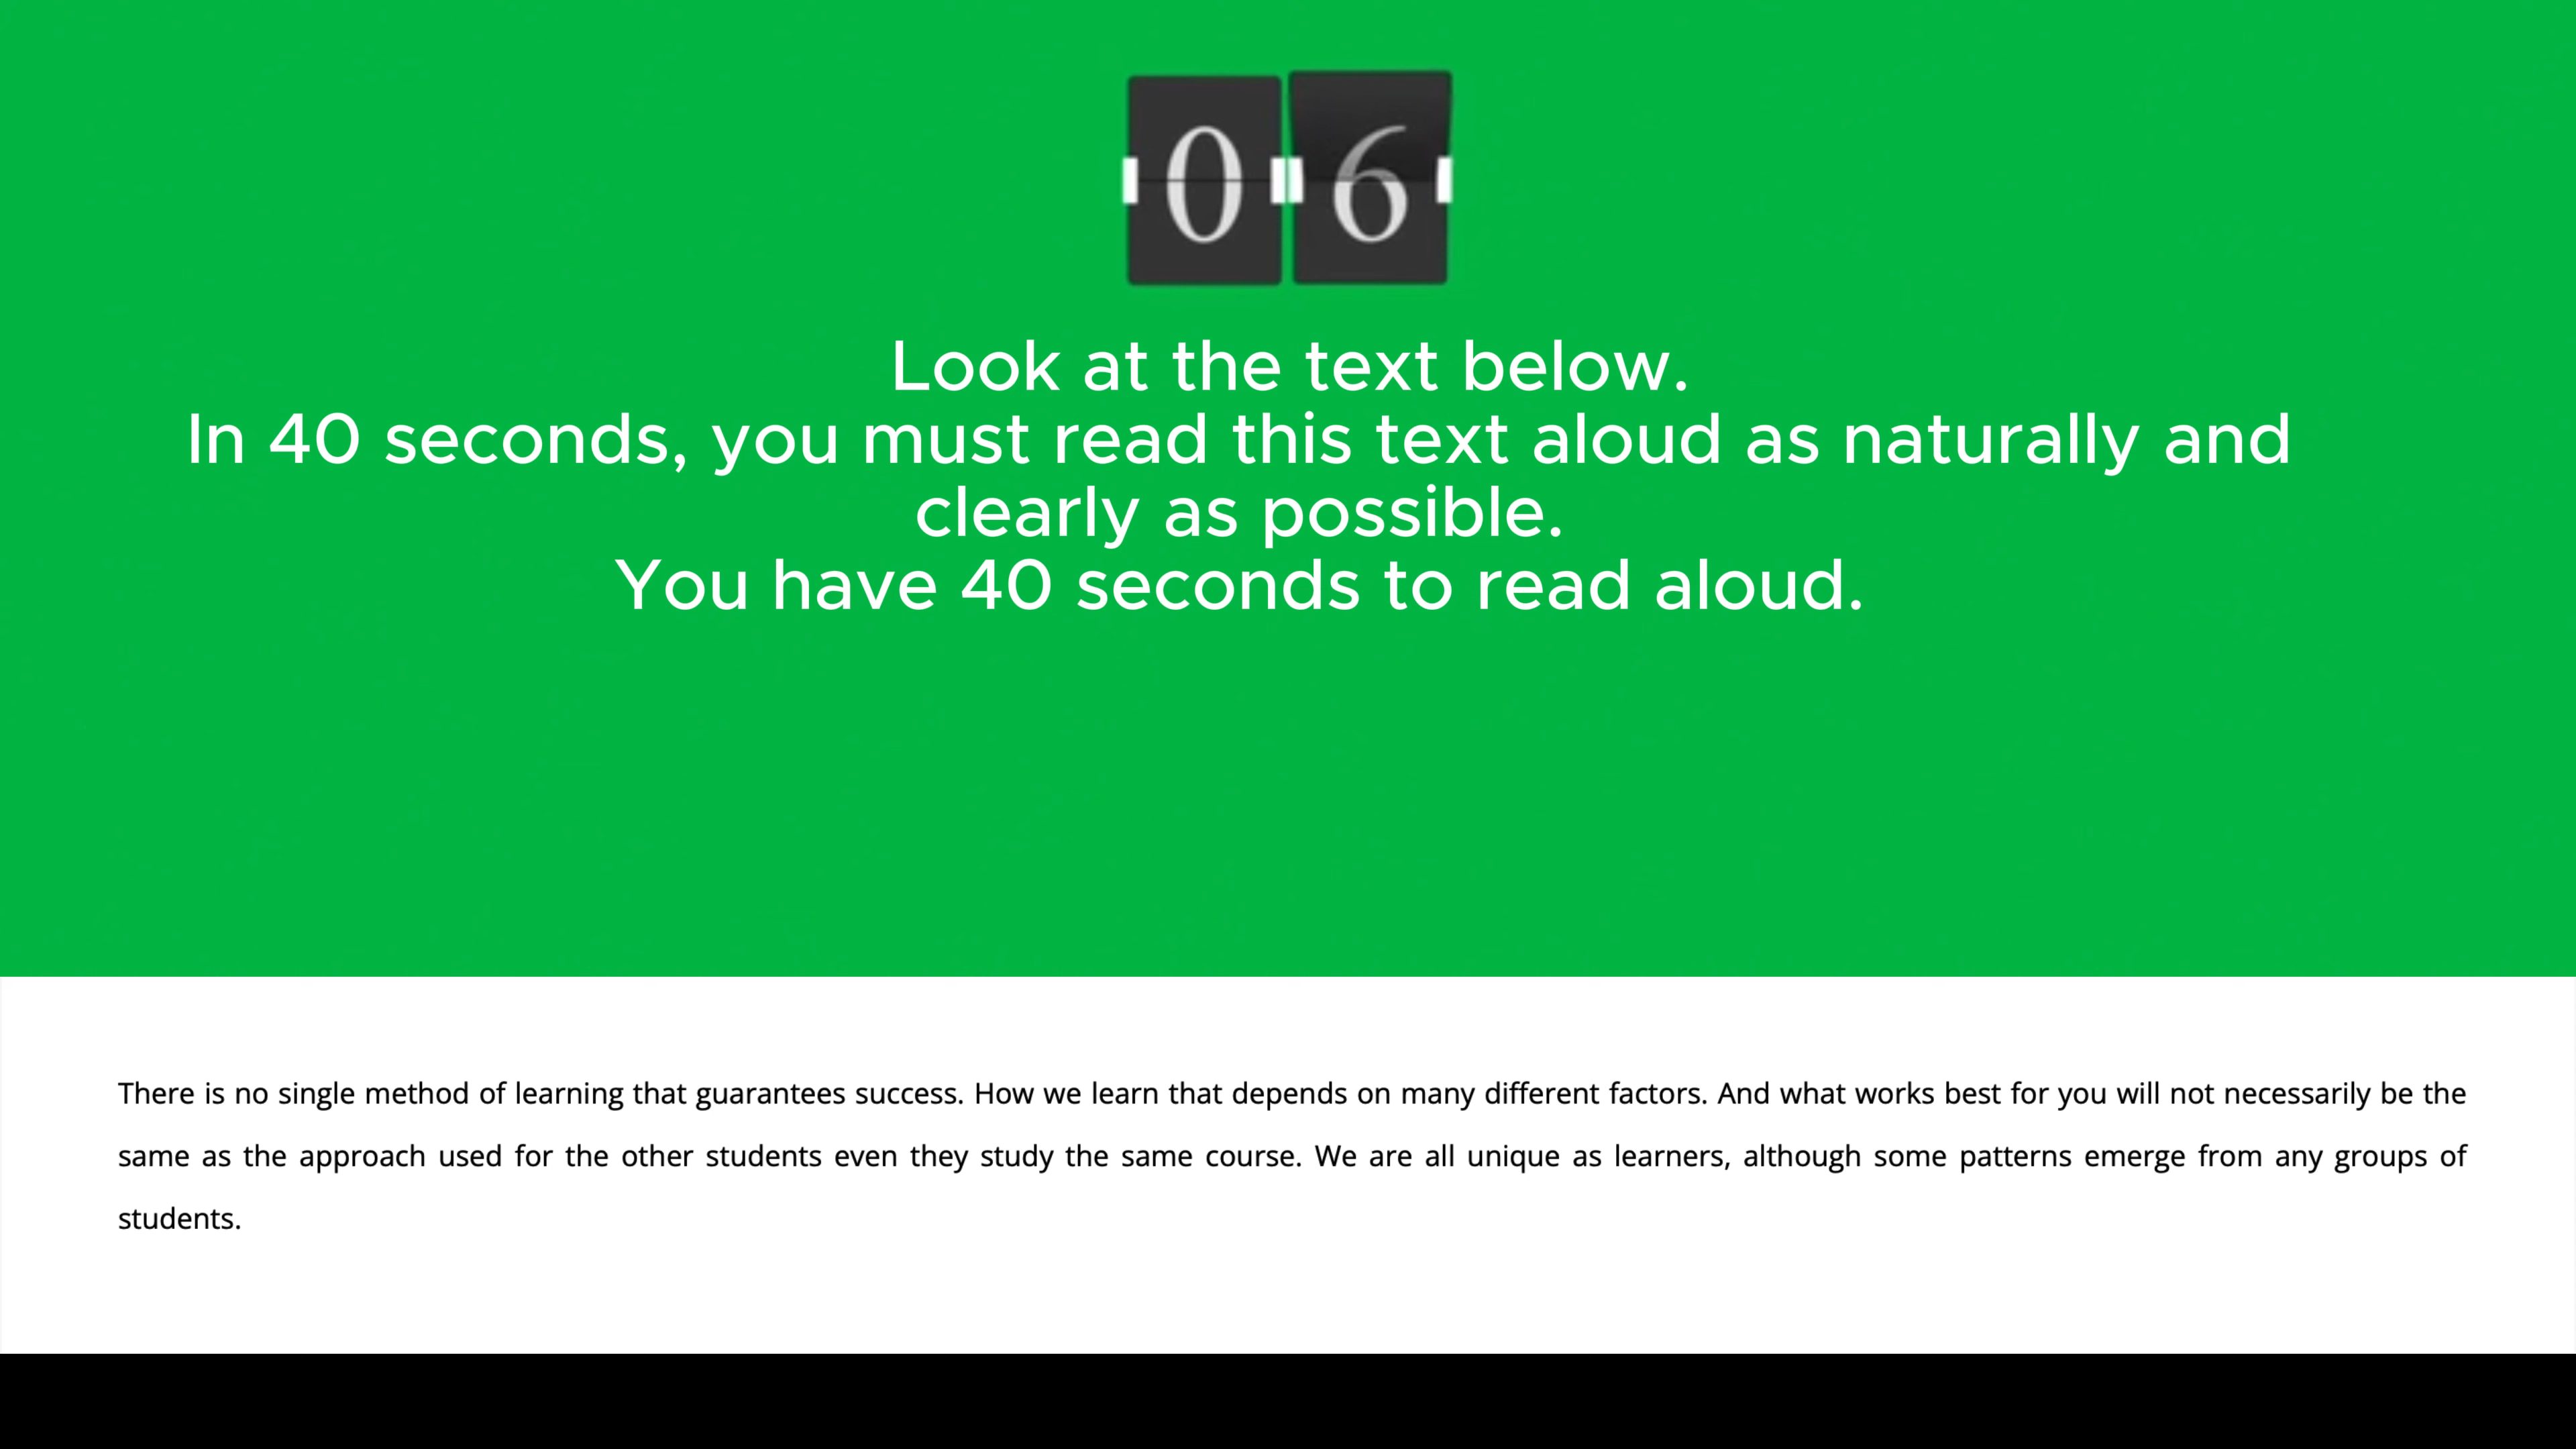 06
Look at the text below.
In 40 seconds, you must read this text aloud as naturally and
clearly as possible.
You have 40 seconds to read aloud.
There is no single method of learning that guarantees success. How we learn that depends on many different factors. And what works best for you will not necessarily be the
same as the approach used for the other students even they study the same course. We are all unique as learners, although some patterns emerge from any groups of
students.